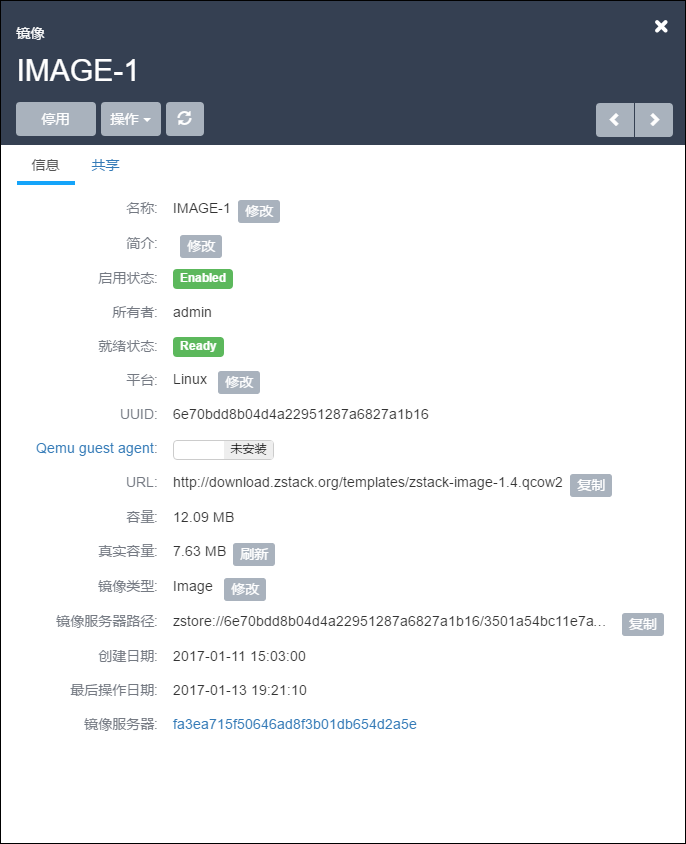 镜像
IMAGE-1
停用 操作
信息 共享
名称: IMAGE-1 修改
简介: 修改
启用状态: Enabled
所有者: admin
就绪状态: Ready
平台: Linux 修改
UUID: 6e70bdd8b04d4a22951287a6827a1b16
Qemu guest agent: 未安装
URL: http://download.zstack.org/templates/zstack-image-1.4.qcow2 复制
容量: 12.09 MB
真实容量: 7.63 MB 刷新
镜像类型: Image 修改
镜像服务器路径: zstore://6e70bdd8b04d4a22951287a6827a1b16/3501a54bc11e7a... 复制
创建日期: 2017-01-11 15:03:00
最后操作日期: 2017-01-13 19:21:10
镜像服务器: fa3ea715f50646ad8f3b01db654d2a5e